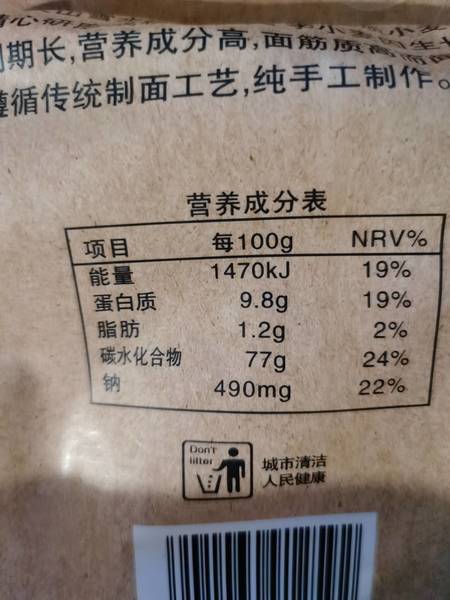 期长,营养成分高,面筋质高而
遵循传统制面工艺,纯手工制作。
营养成分表
项目 每100g NRV%
能量 1470kJ 19%
蛋白质 9.8g 19%
脂肪 1.2g 2%
碳水化合物 77g 24%
钠 490mg 22%
Don't
litter
城市清洁
人民健康